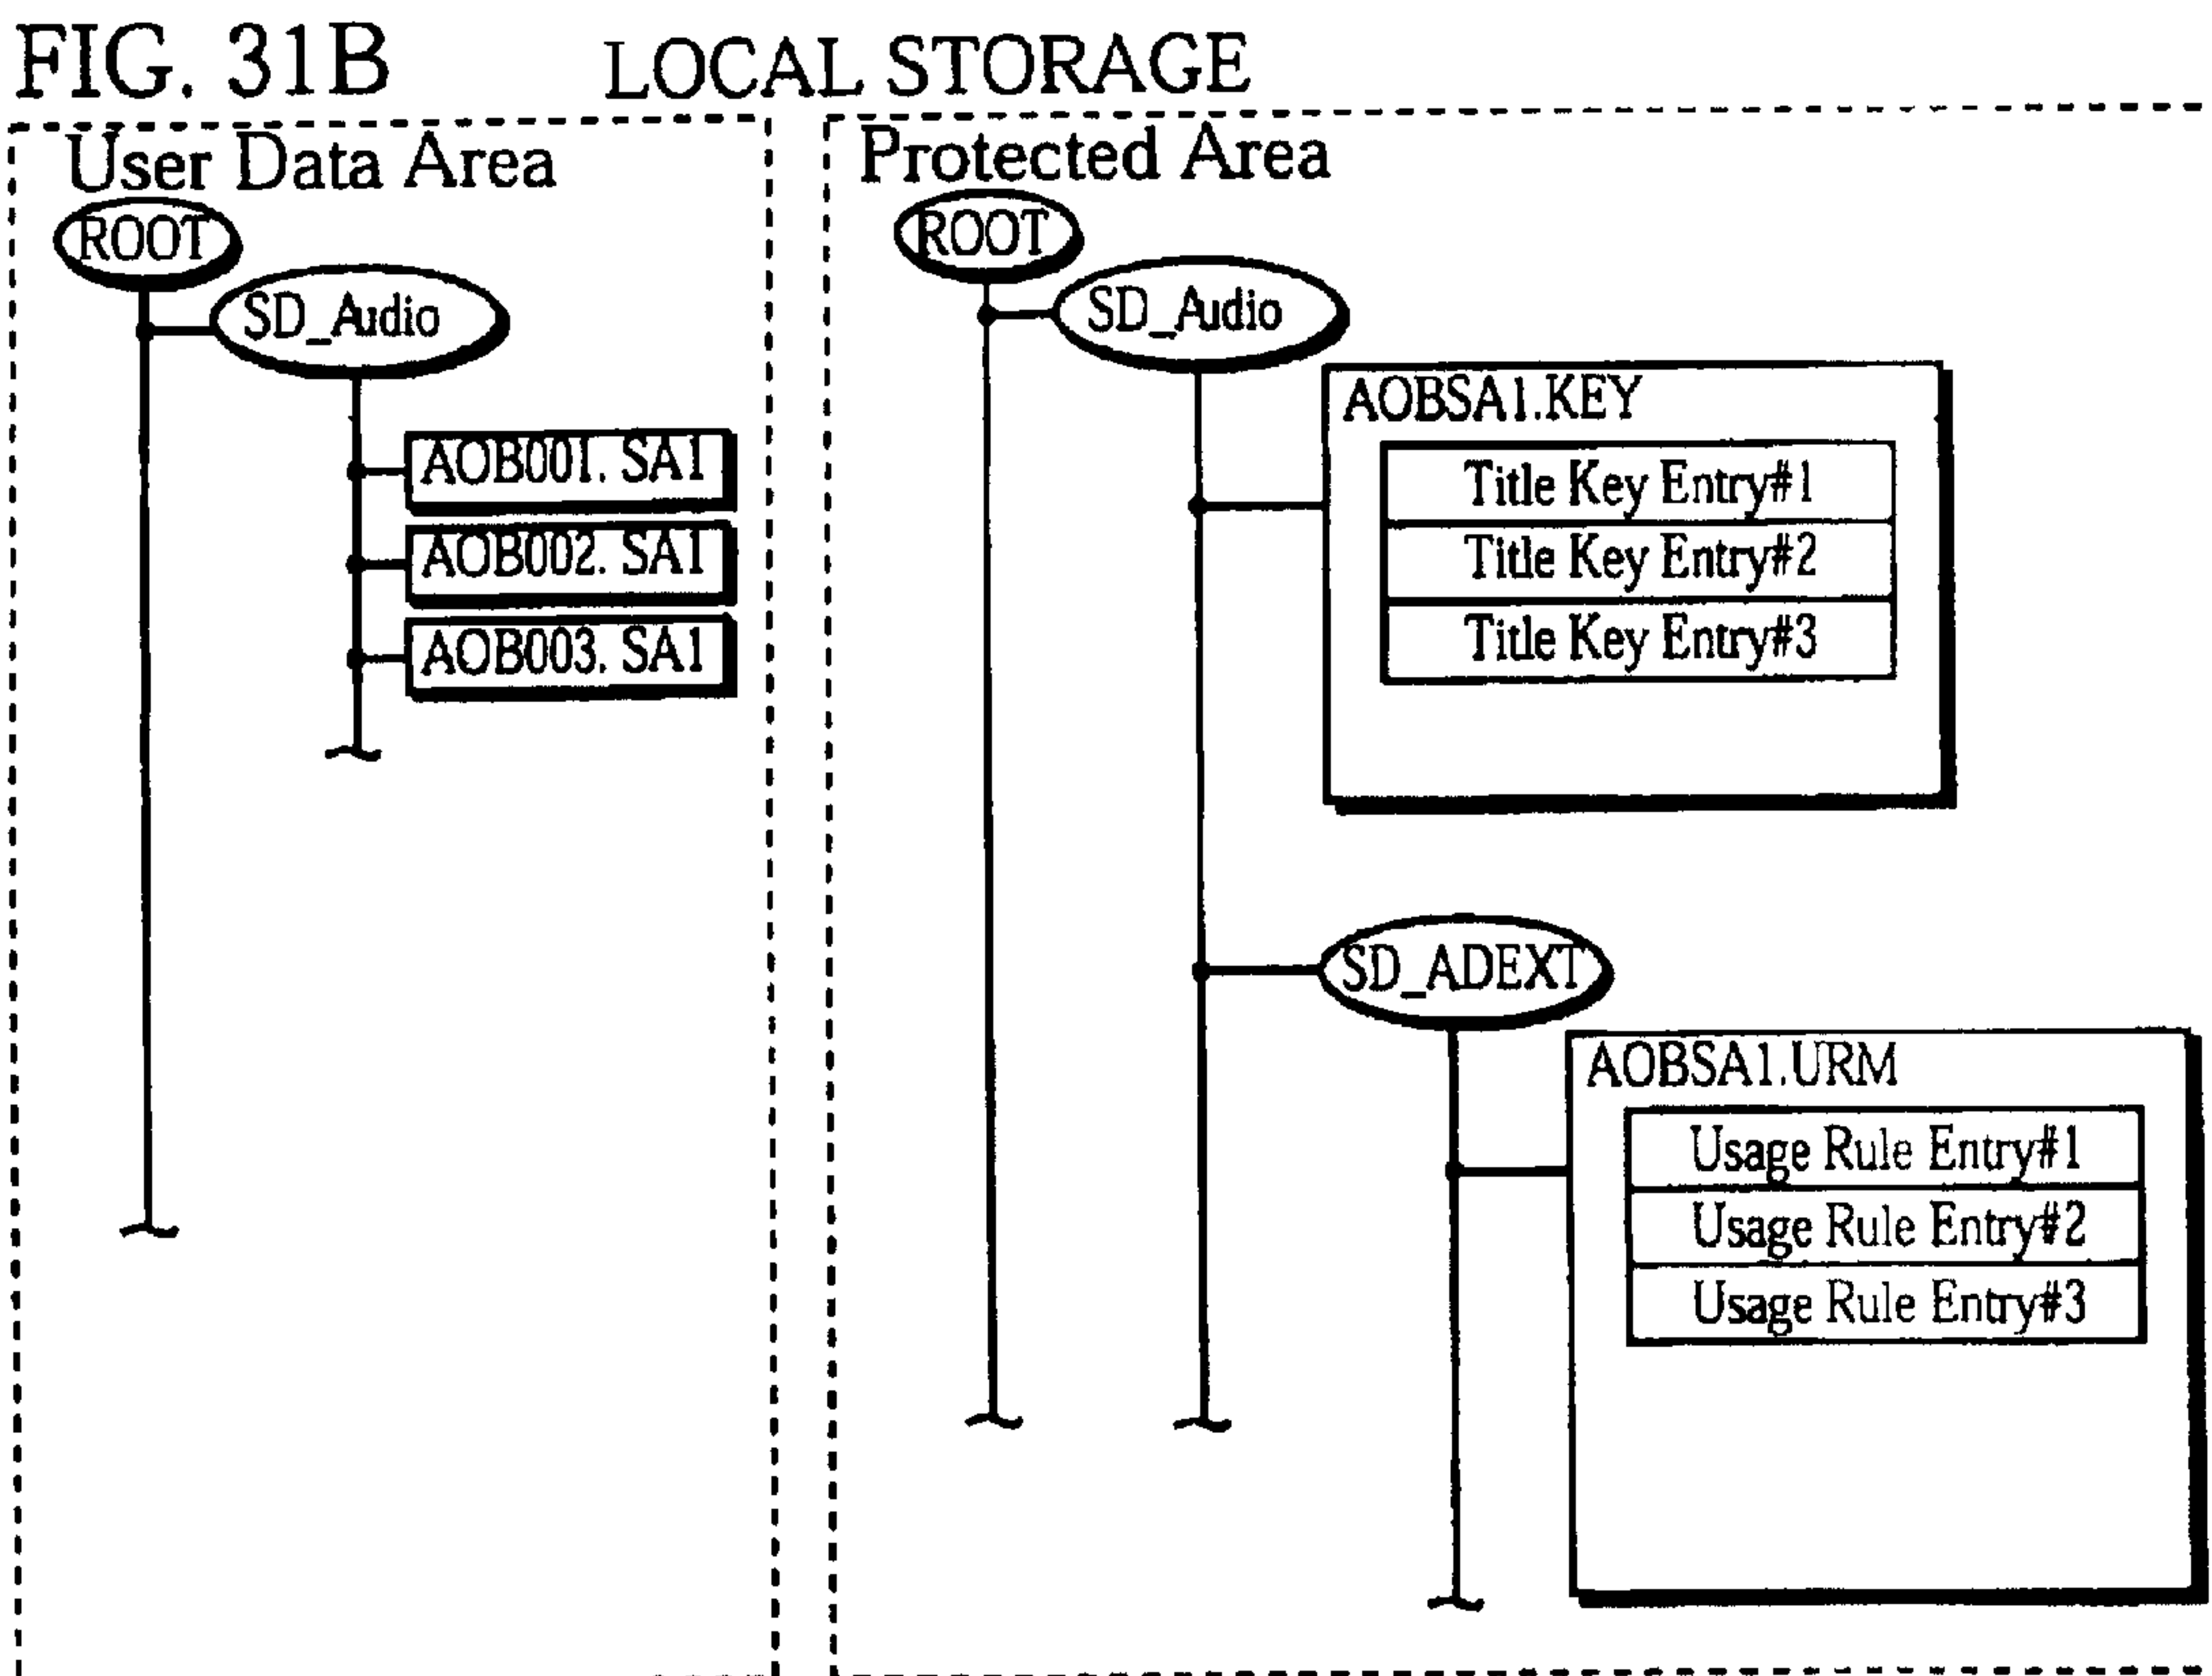 FIG. 31B
LOCAL STORAGE
User Data Area
ROOT
SD_Audio
AOB001. SA1
AOB002. SA1
AOB003. SA1
Protected Area
ROOT
SD_Audio
AOBSA1.KEY
Title Key Entry#1
Title Key Entry#2
Title Key Entry#3
SD_ADEXT
AOBSA1.URM
Usage Rule Entry#1
Usage Rule Entry#2
Usage Rule Entry#3